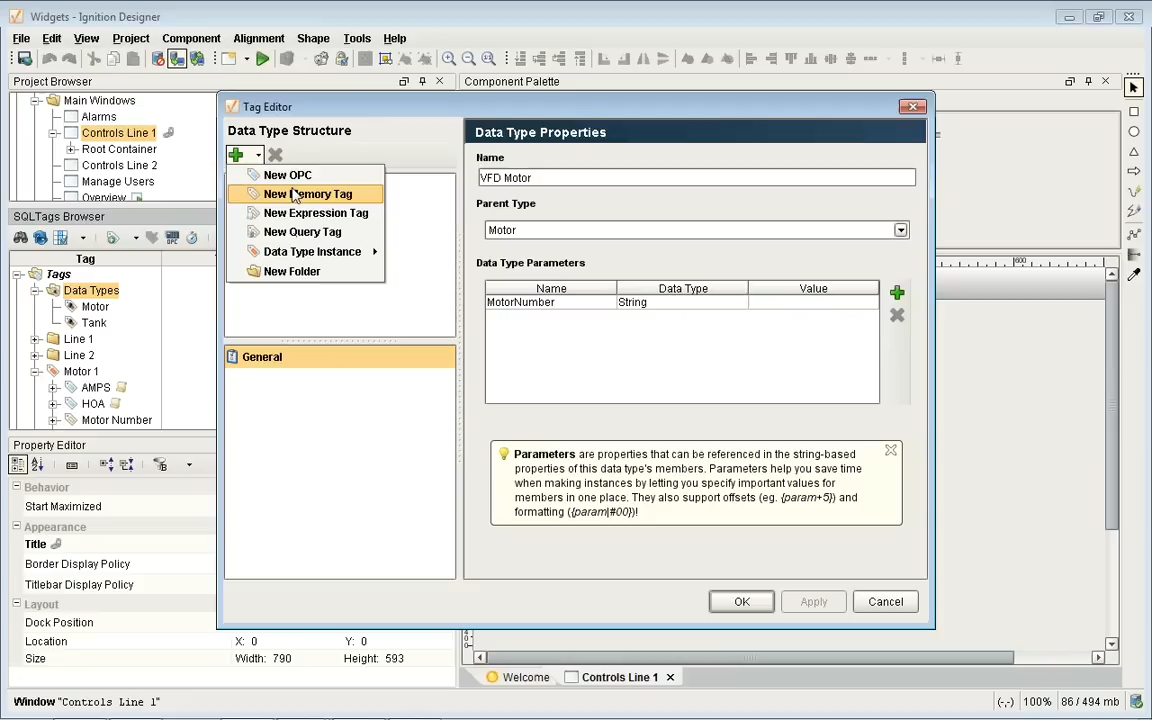 Widgets - Ignition Designer
File Edit View Project Component Alignment Shape Tools Help
Project Browser
Component Palette
Main Windows
Alarms
Controls Line 1
Root Container
Controls Line 2
Manage Users
Overview
SQLTags Browser
Tag
Tags
Data Types
Motor
Tank
Line 1
Line 2
Motor 1
AMPS
HOA
Motor Number
Property Editor
Behavior
Start Maximized
Appearance
Title
Border Display Policy
Titlebar Display Policy
Layout
Dock Position
Location X: 0 Y: 0
Size Width: 790 Height: 593
Tag Editor
Data Type Structure
New OPC
New Memory Tag
New Expression Tag
New Query Tag
Data Type Instance
New Folder
General
Data Type Properties
Name
VFD Motor
Parent Type
Motor
Data Type Parameters
Name Data Type Value
MotorNumber String
Parameters are properties that can be referenced in the string-based
properties of this data type's members. Parameters help you save time
when making instances by letting you specify important values for
members in one place. They also support offsets (eg. {param+5}) and
formatting ({param|#00})!
OK Apply Cancel
600
Welcome Controls Line 1
Window "Controls Line 1"
(-,-) 100% 86 / 494 mb